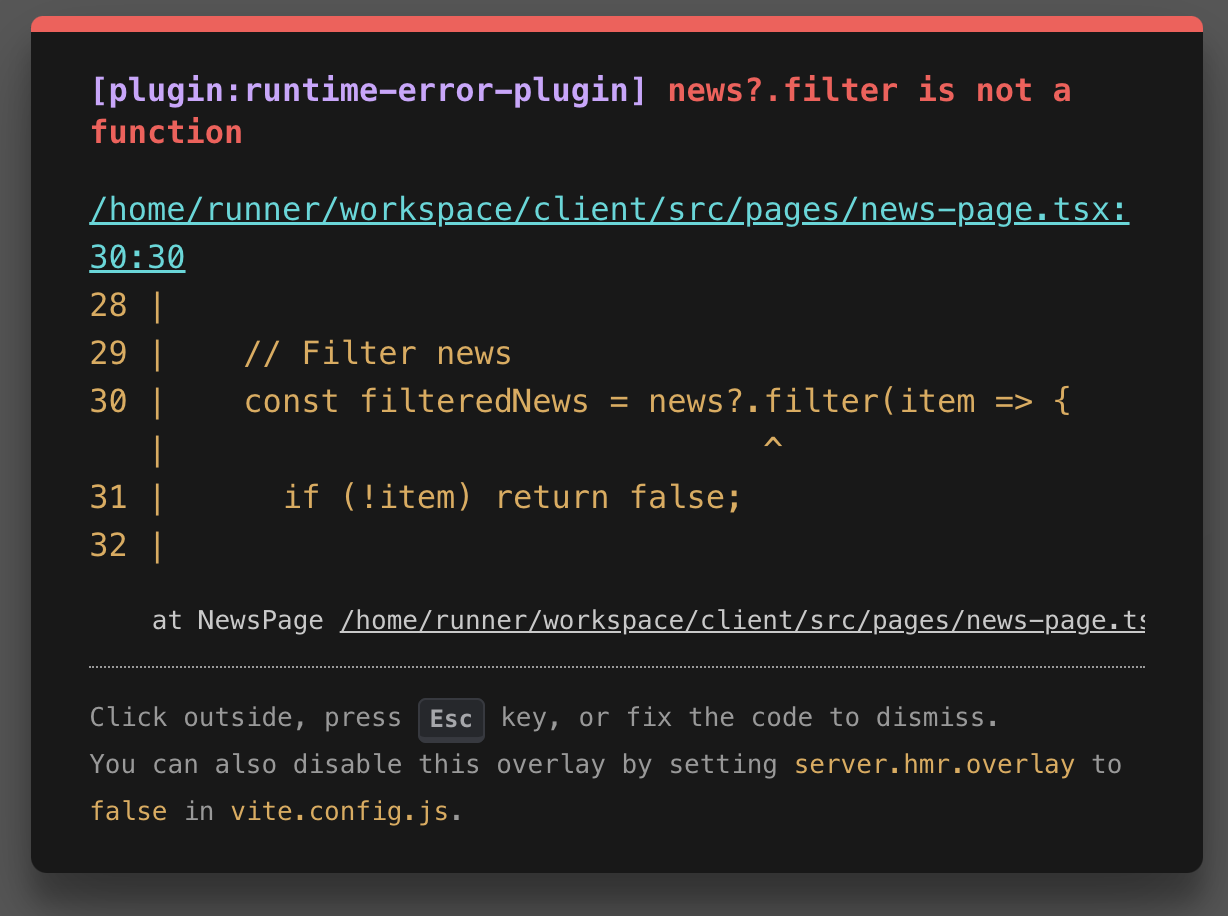 [plugin:runtime-error-plugin] news?.filter is not a
function
/home/runner/workspace/client/src/pages/news-page.tsx:
30:30
28 |
29 |    // Filter news
30 |    const filteredNews = news?.filter(item => {
   |                               ^
31 |      if (!item) return false;
32 |
at NewsPage /home/runner/workspace/client/src/pages/news-page.ts
Click outside, press Esc key, or fix the code to dismiss.
You can also disable this overlay by setting server.hmr.overlay to
false in vite.config.js.